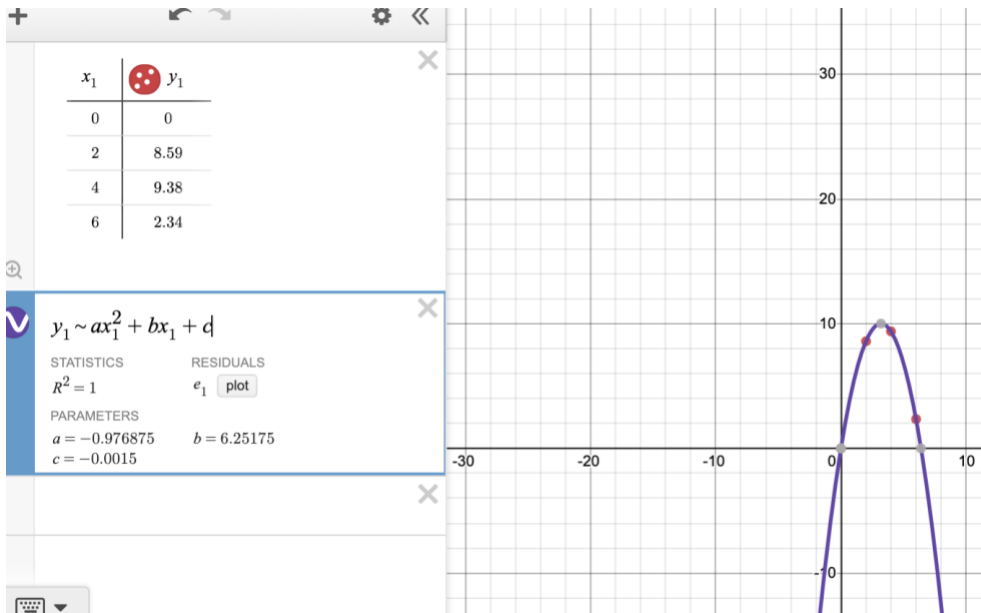 x₁ y₁
0 0
2 8.59
4 9.38
6 2.34
y₁ ~ ax₁² + bx₁ + c
STATISTICS RESIDUALS
R² = 1 e₁ plot
PARAMETERS
a = −0.976875 b = 6.25175
c = −0.0015
30
20
10
-30 -20 -10 0 10
-10